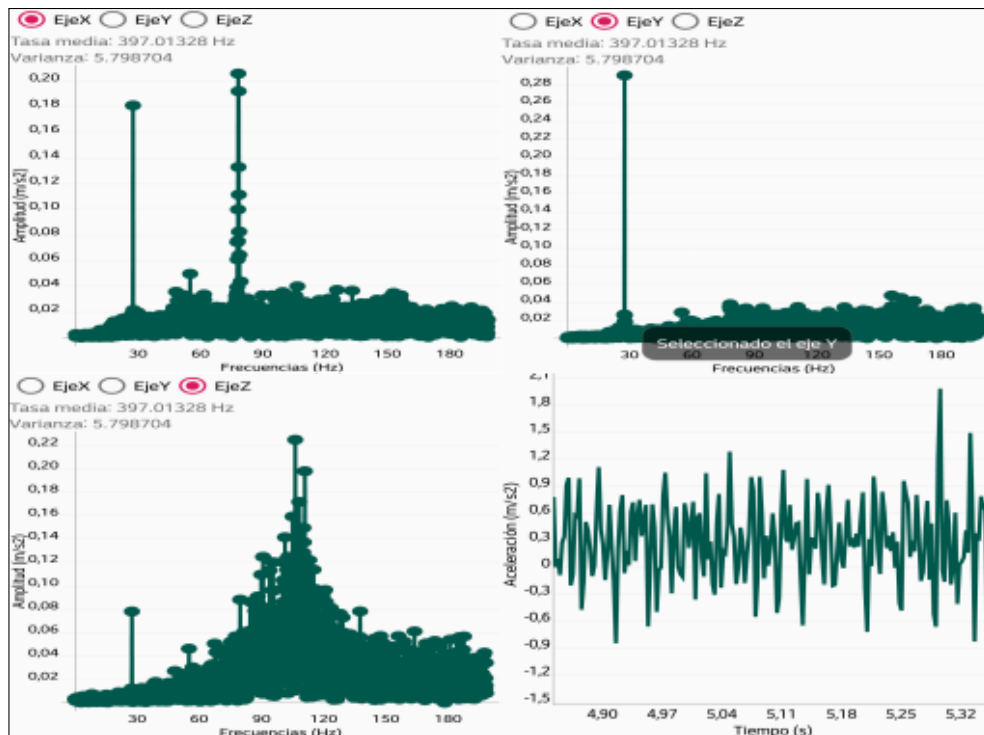 EjeX EjeY EjeZ
Tasa media: 397.01328 Hz
Varianza: 5.798704
Amplitud (m/s2)
0,20
0,18
0,16
0,14
0,12
0,10
0,08
0,06
0,04
0,02
30 60 90 120 150 180
Frecuencias (Hz)
EjeX EjeY EjeZ
Tasa media: 397.01328 Hz
Varianza: 5.798704
Amplitud (m/s2)
0,28
0,26
0,24
0,22
0,20
0,18
0,16
0,14
0,12
0,10
0,08
0,06
0,04
0,02
Seleccionado el eje Y
30 60 90 120 150 180
Frecuencias (Hz)
EjeX EjeY EjeZ
Tasa media: 397.01328 Hz
Varianza: 5.798704
Amplitud (m/s2)
0,22
0,20
0,18
0,16
0,14
0,12
0,10
0,08
0,06
0,04
0,02
30 60 90 120 150 180
Frecuencias (Hz)
Aceleración (m/s2)
2,1
1,8
1,5
1,2
0,9
0,6
0,3
0
-0,3
-0,6
-0,9
-1,2
-1,5
4,90 4,97 5,04 5,11 5,18 5,25 5,32
Tiempo (s)